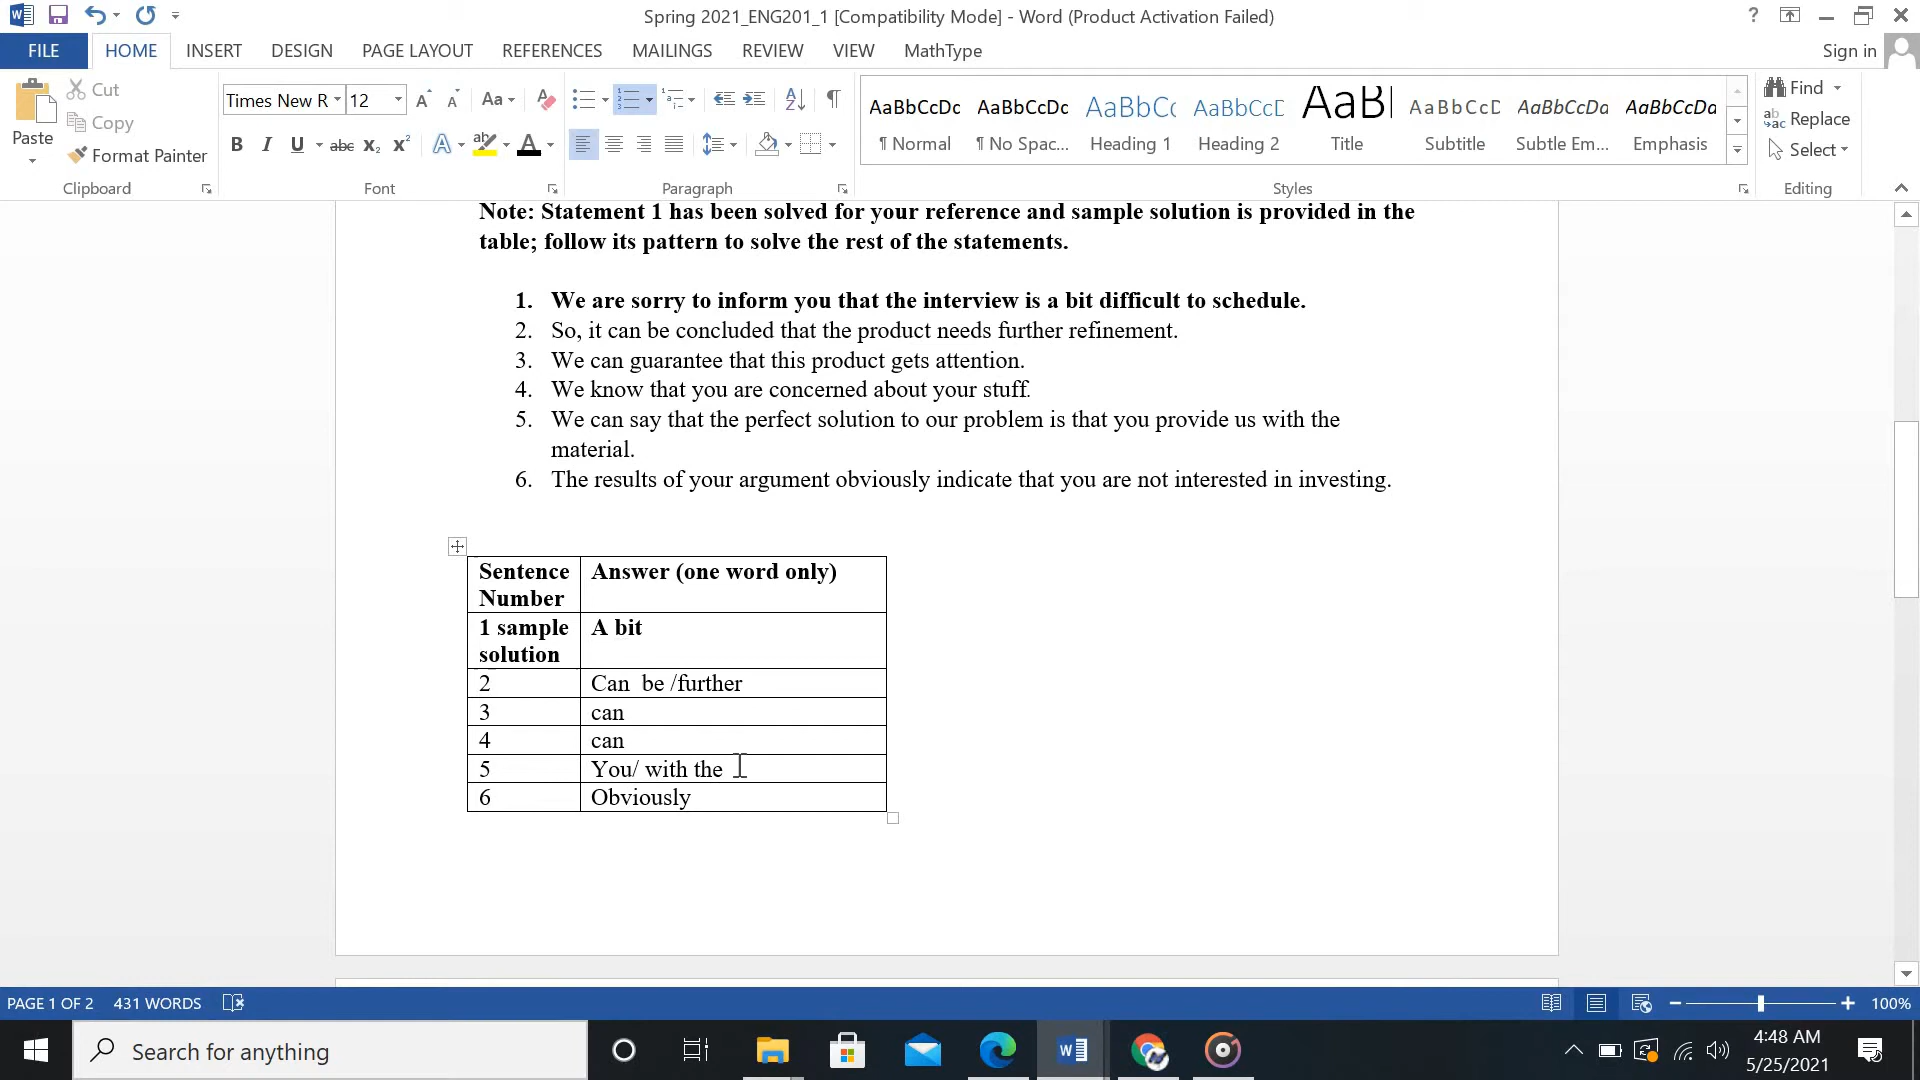 Spring 2021_ENG201_1 [Compatibility Mode] - Word (Product Activation Failed)
FILE HOME INSERT DESIGN PAGE LAYOUT REFERENCES MAILINGS REVIEW VIEW MathType Sign in
Paste
Cut
Copy
Format Painter
Clipboard
Times New R 12
Font
Paragraph
AaBbCcDc AaBbCcDc AaBbC AaBbCcD AaB AaBbCcD AaBbCcDa AaBbCcDa
¶ Normal ¶ No Spac... Heading 1 Heading 2 Title Subtitle Subtle Em... Emphasis
Styles
Find
Replace
Select
Editing
Note: Statement 1 has been solved for your reference and sample solution is provided in the
table; follow its pattern to solve the rest of the statements.
1. We are sorry to inform you that the interview is a bit difficult to schedule.
2. So, it can be concluded that the product needs further refinement.
3. We can guarantee that this product gets attention.
4. We know that you are concerned about your stuff.
5. We can say that the perfect solution to our problem is that you provide us with the
material.
6. The results of your argument obviously indicate that you are not interested in investing.
Sentence Number Answer (one word only)
1 sample solution A bit
2 Can be /further
3 can
4 can
5 You/ with the
6 Obviously
PAGE 1 OF 2 431 WORDS 100%
Search for anything
4:48 AM
5/25/2021